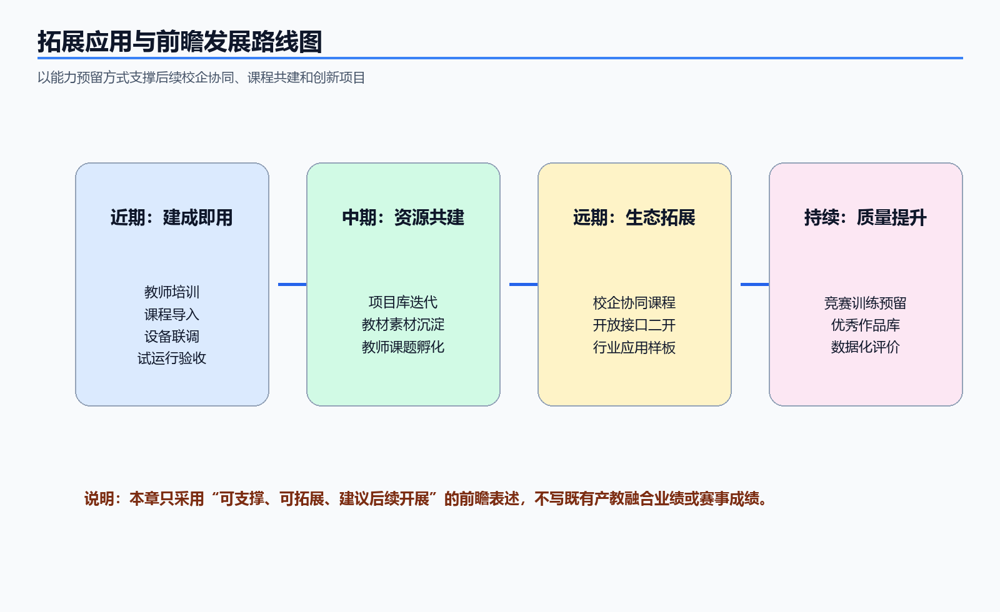 拓展应用与前瞻发展路线图
以能力预留方式支撑后续校企协同、课程共建和创新项目
近期：建成即用
教师培训
课程导入
设备联调
试运行验收
中期：资源共建
项目库迭代
教材素材沉淀
教师课题孵化
远期：生态拓展
校企协同课程
开放接口二开
行业应用样板
持续：质量提升
竞赛训练预留
优秀作品库
数据化评价
说明：本章只采用“可支撑、可拓展、建议后续开展”的前瞻表述，不写既有产教融合业绩或赛事成绩。